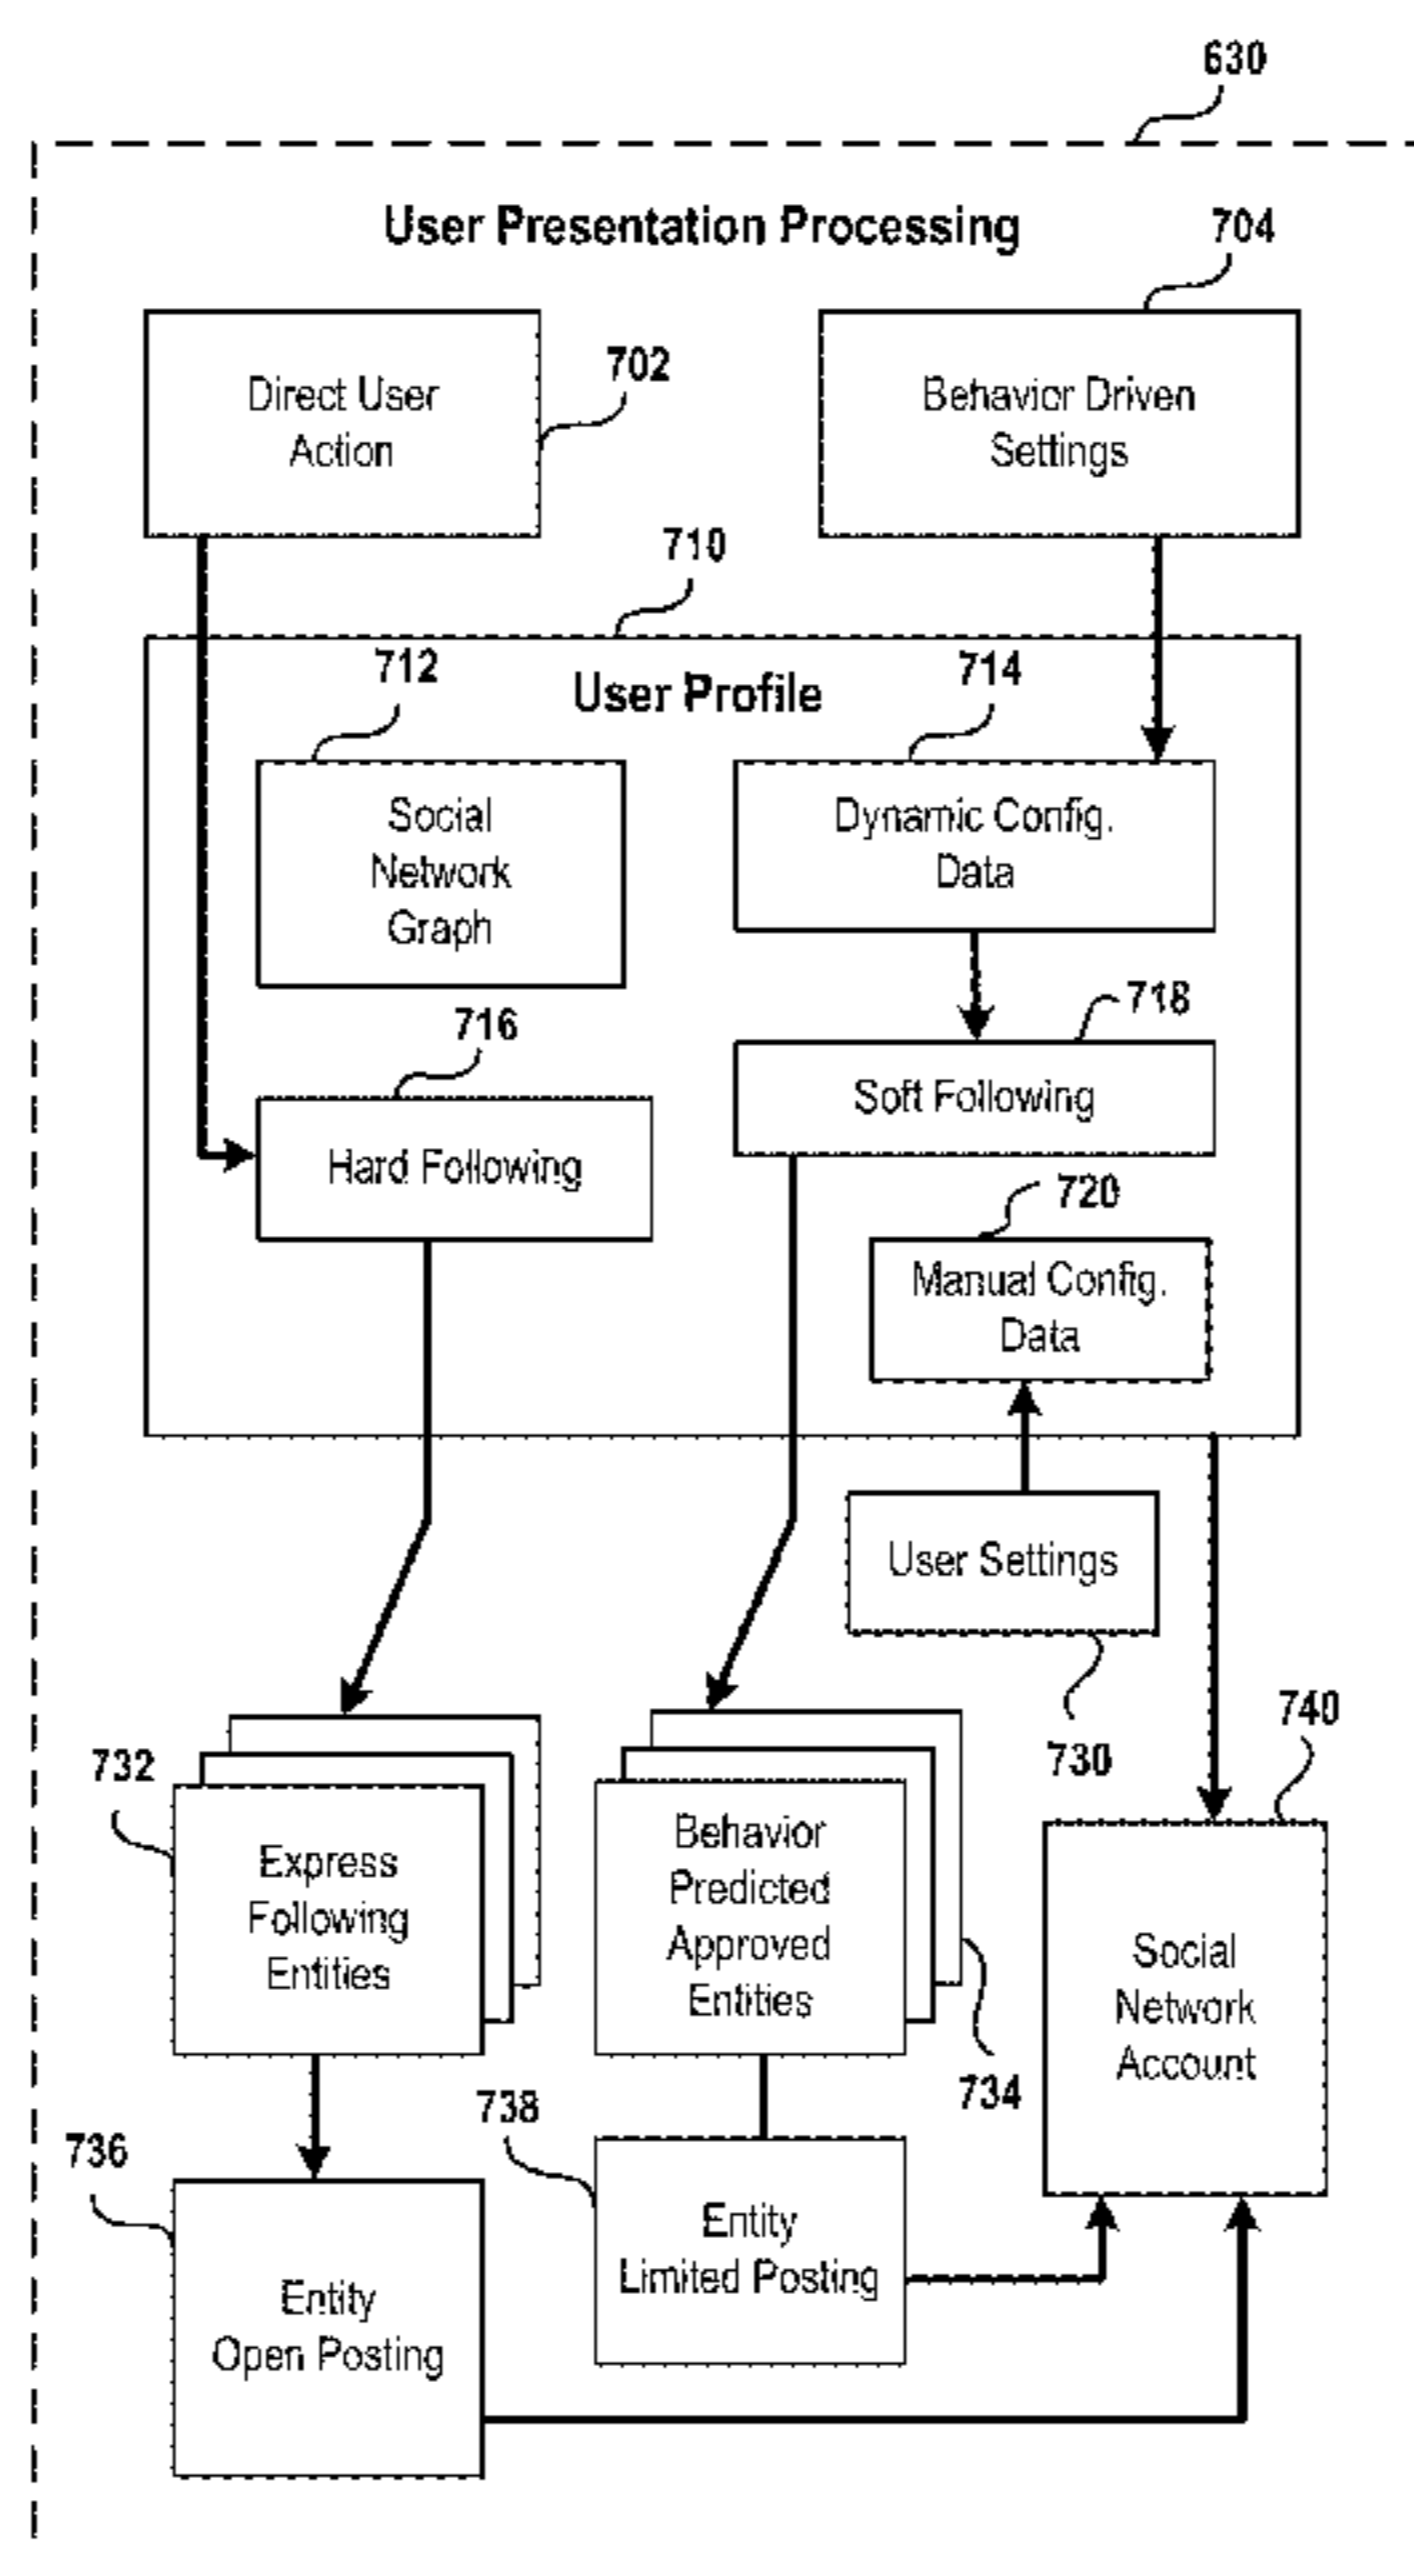 630
User Presentation Processing
704
Direct User
Action
702
Behavior Driven
Settings
710
User Profile
712
714
Social
Network
Graph
Dynamic Config.
Data
716
718
Hard Following
Soft Following
720
Manual Config.
Data
User Settings
730
740
732
Express
Following
Entities
Behavior
Predicted
Approved
Entities
734
Social
Network
Account
736
738
Entity
Open Posting
Entity
Limited Posting